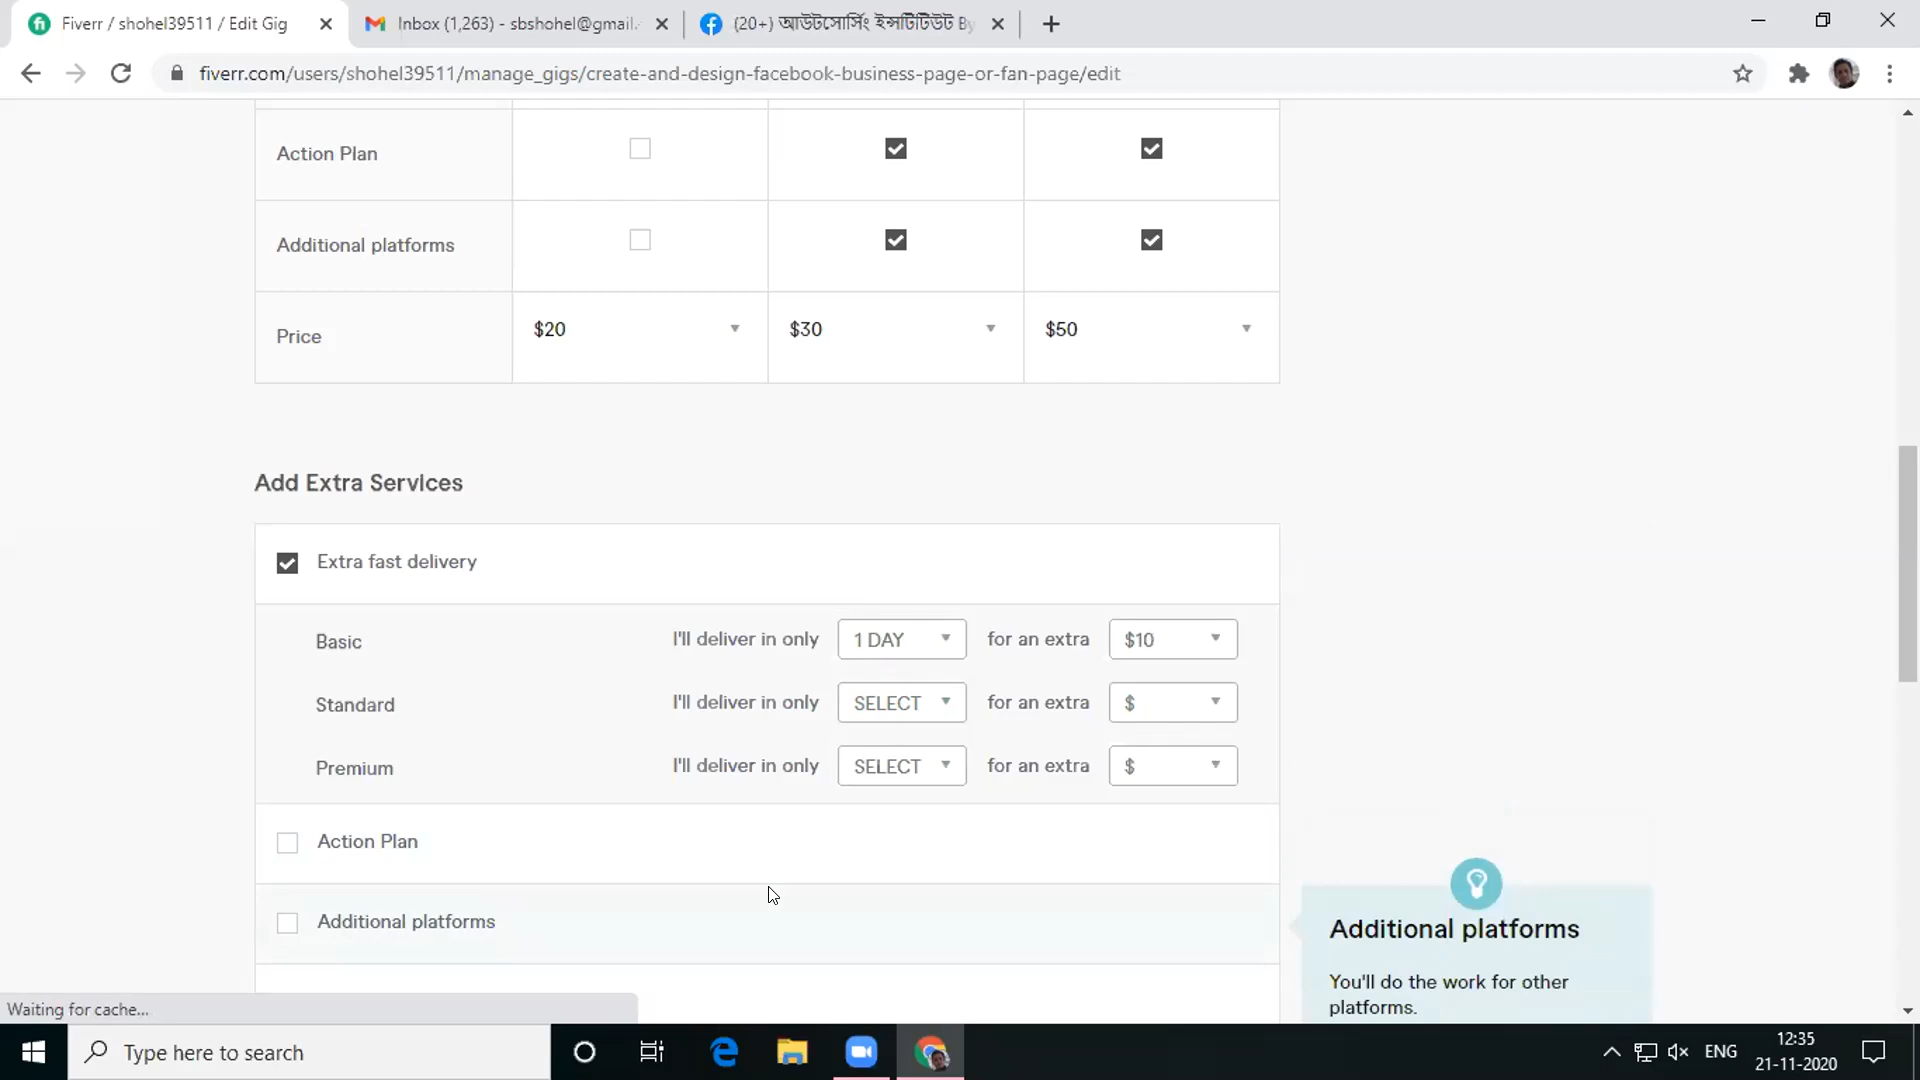 Fiverr / shohel39511 / Edit Gig
Inbox (1,263) - sbshohel@gmail.
(20+) আউটসোর্সিং ইন্সটিটিউট By
fiverr.com/users/shohel39511/manage_gigs/create-and-design-facebook-business-page-or-fan-page/edit
Action Plan
Additional platforms
Price $20 $30 $50
Add Extra Services
Extra fast delivery
Basic I'll deliver in only 1 DAY for an extra $10
Standard I'll deliver in only SELECT for an extra $
Premium I'll deliver in only SELECT for an extra $
Action Plan
Additional platforms
Additional platforms
You'll do the work for other
platforms.
Waiting for cache...
Type here to search
ENG
12:35
21-11-2020